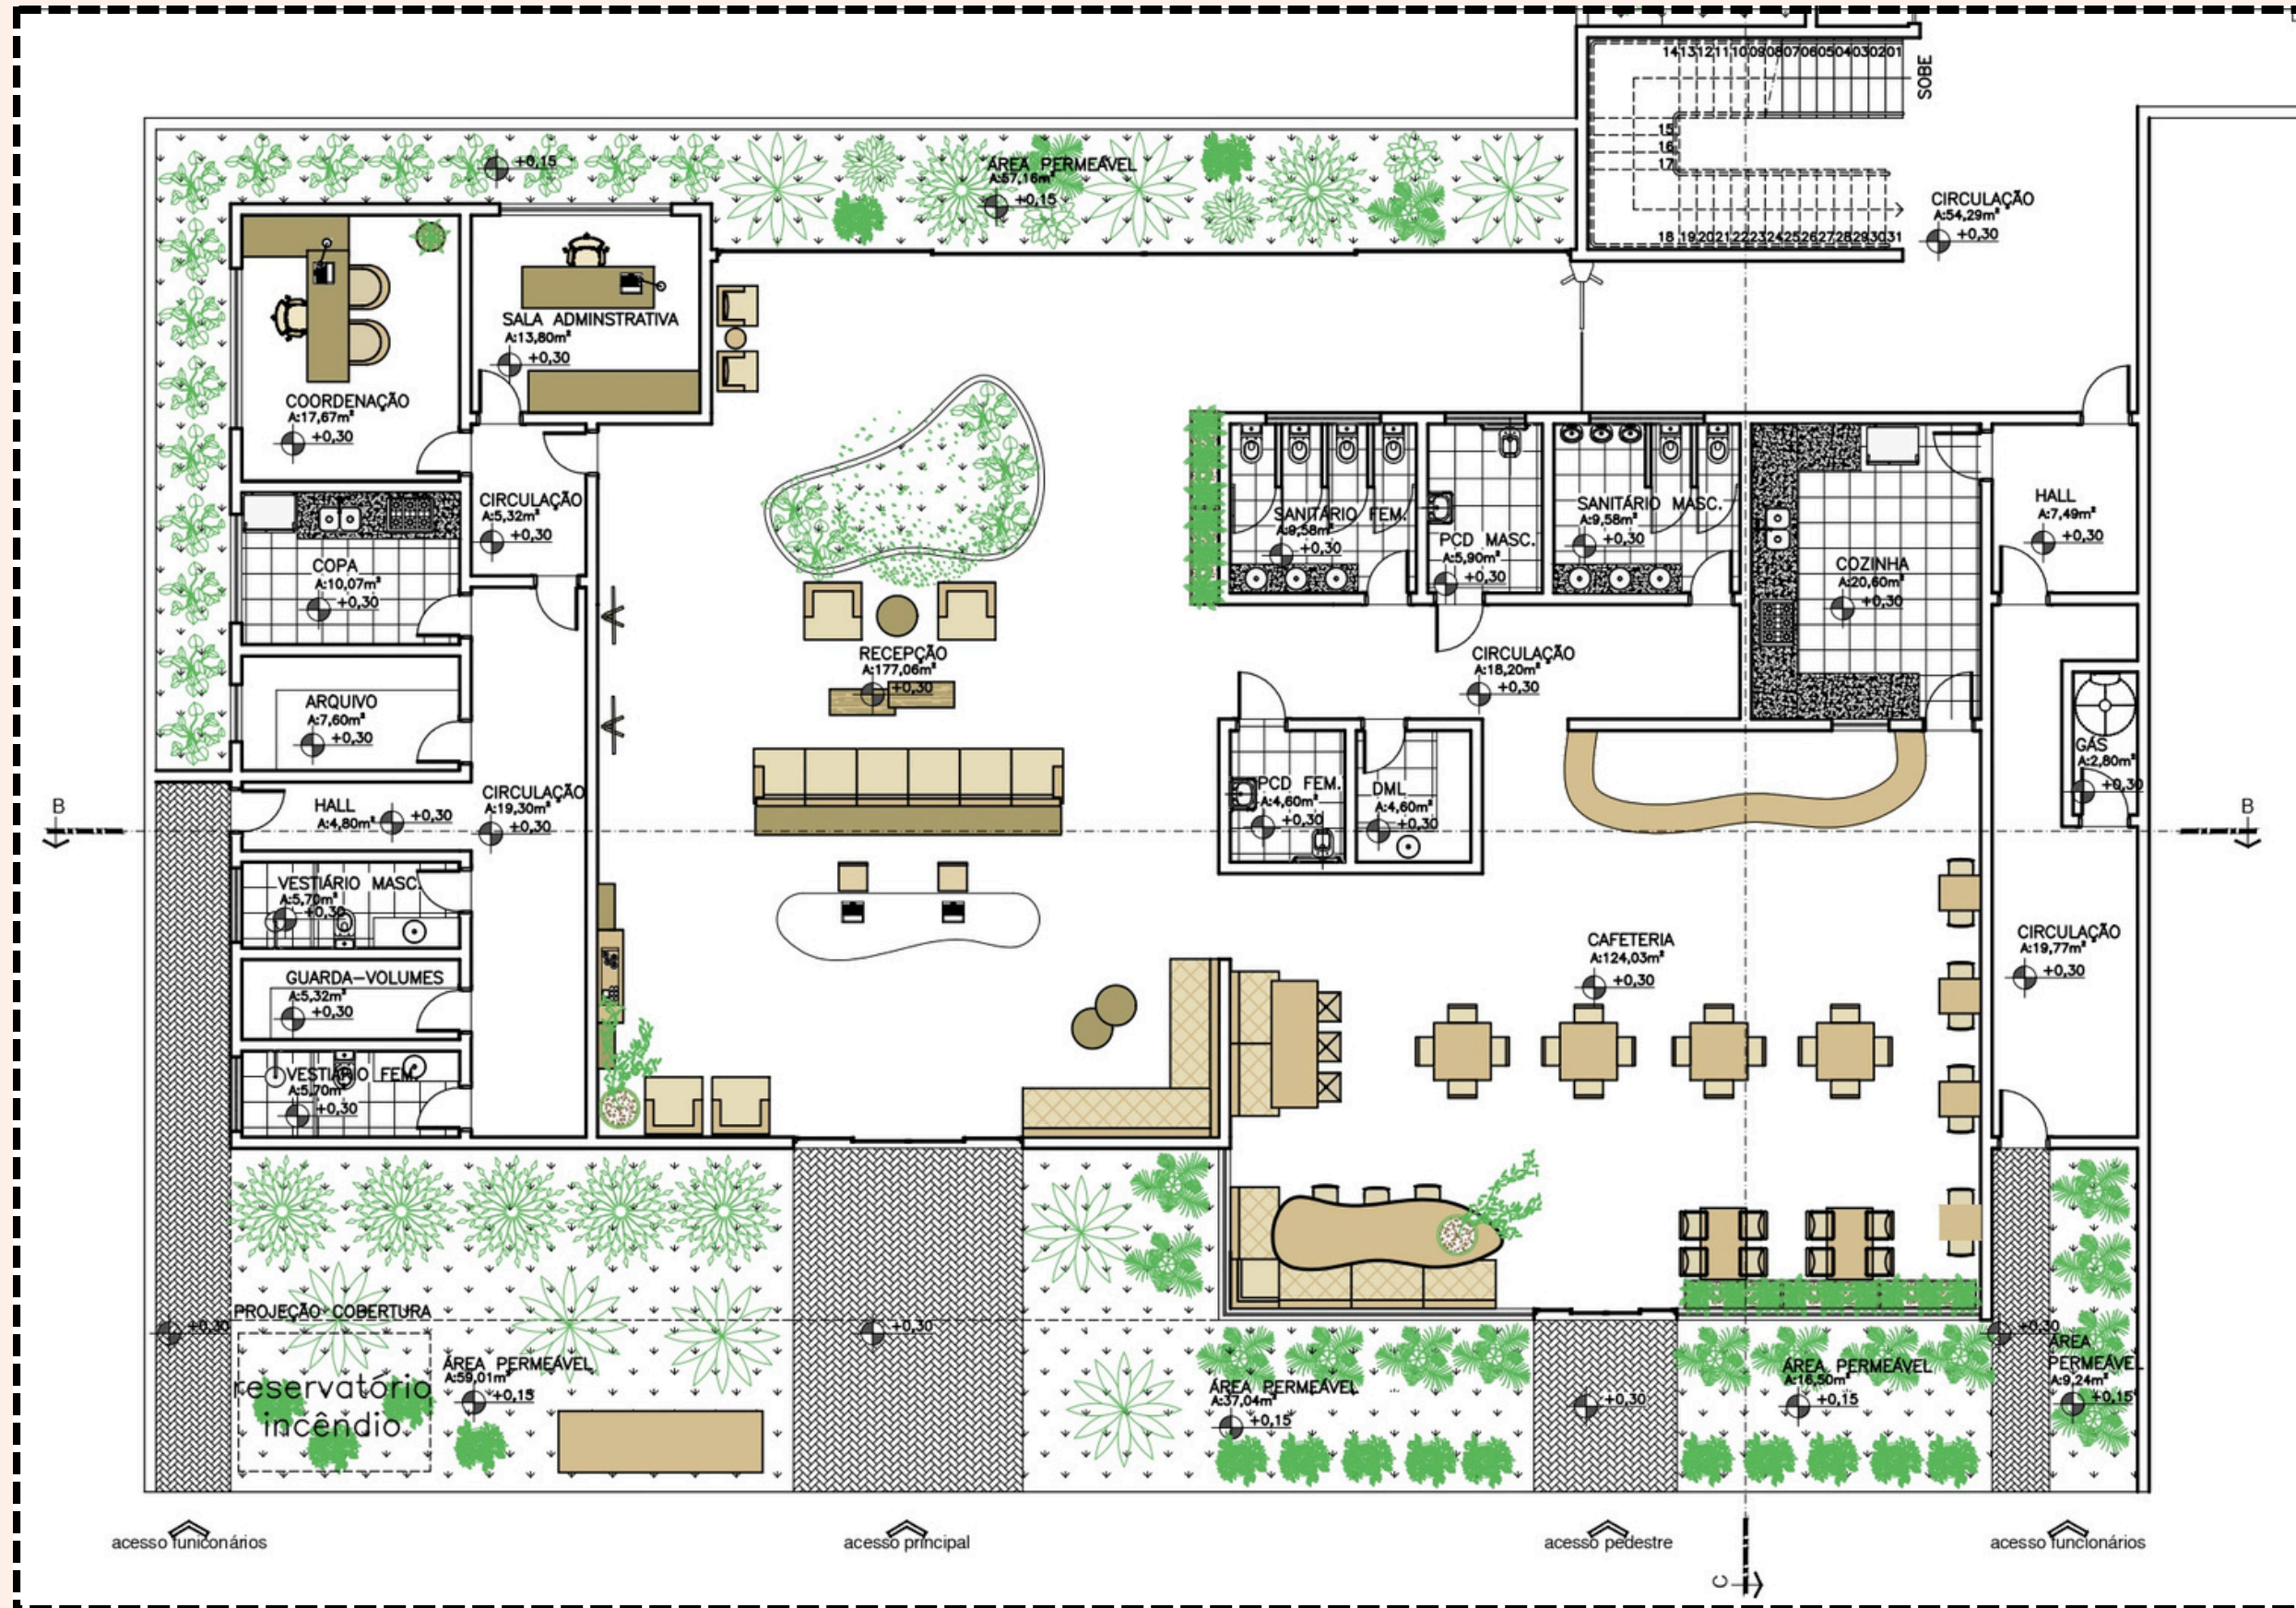 14 13 12 11 10 09 08 07 06 05 04 03 02 01
SOBE
15
16
17
18 19 20 21 22 23 24 25 26 27 28 29 30 31
CIRCULAÇÃO
A:54,29m²
+0,30
+0,15
ÁREA PERMEÁVEL
A:57,16m²
+0,15
SALA ADMINSTRATIVA
A:13,80m²
+0,30
COORDENAÇÃO
A:17,67m²
+0,30
CIRCULAÇÃO
A:5,32m²
+0,30
COPA
A:10,07m²
+0,30
SANITÁRIO FEM.
A:9,58m²
+0,30
PCD MASC.
A:5,90m²
+0,30
SANITÁRIO MASC.
A:9,58m²
+0,30
COZINHA
A:20,60m²
+0,30
HALL
A:7,49m²
+0,30
RECEPÇÃO
A:177,06m²
+0,30
CIRCULAÇÃO
A:18,20m²
+0,30
ARQUIVO
A:7,60m²
+0,30
GÁS
A:2,80m²
+0,30
HALL
A:4,80m²
+0,30
CIRCULAÇÃO
A:19,30m²
+0,30
PCD FEM.
A:4,60m²
+0,30
DML
A:4,60m²
+0,30
B
B
VESTIÁRIO MASC.
A:5,70m²
+0,30
CAFETERIA
A:124,03m²
+0,30
CIRCULAÇÃO
A:19,77m²
+0,30
GUARDA-VOLUMES
A:5,32m²
+0,30
VESTIÁRIO FEM.
A:5,70m²
+0,30
PROJEÇÃO COBERTURA
+0,30
+0,30
+0,30
reservatório
incêndio
ÁREA PERMEÁVEL
A:59,01m²
+0,15
ÁREA PERMEÁVEL
A:37,04m²
+0,15
+0,30
ÁREA PERMEÁVEL
A:16,50m²
+0,15
ÁREA
PERMEÁVEL
A:9,24m²
+0,15
acesso funiconários
acesso principal
acesso pedestre
acesso funcionários
C